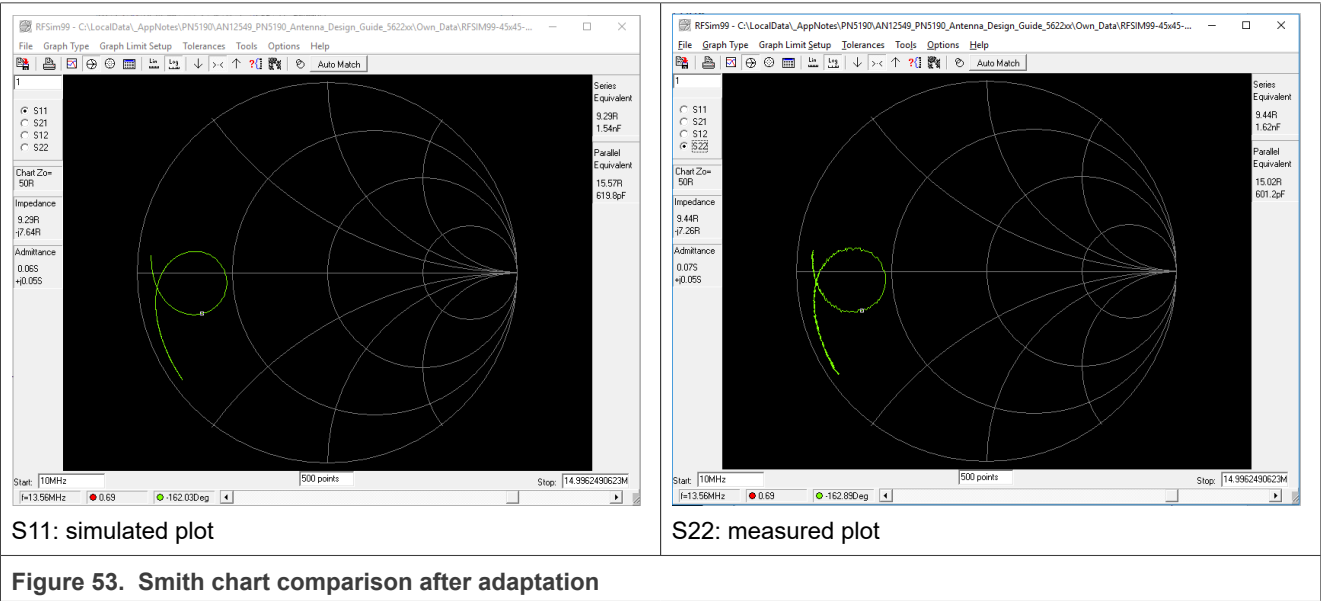 RFSim99 - C:\LocalData\_AppNotes\PN5190\AN12549_PN5190_Antenna_Design_Guide_5622xx\Own_Data\RFSIM99-45x45-...
File Graph Type Graph Limit Setup Tolerances Tools Options Help
Lin Log ?{} Auto Match
1
S11
S21
S12
S22
Chart Zo=
50R
Impedance
9.29R
-j7.64R
Admittance
0.06S
+j0.05S
Series
Equivalent
9.29R
1.54nF
Parallel
Equivalent
15.57R
619.8pF
Start: 10MHz
500 points
Stop: 14.9962490623M
f=13.56MHz 0.69 -162.03Deg
S11: simulated plot
RFSim99 - C:\LocalData\_AppNotes\PN5190\AN12549_PN5190_Antenna_Design_Guide_5622xx\Own_Data\RFSIM99-45x45-...
File Graph Type Graph Limit Setup Tolerances Tools Options Help
Lin Log ?{} Auto Match
1
S11
S21
S12
S22
Chart Zo=
50R
Impedance
9.44R
-j7.26R
Admittance
0.07S
+j0.05S
Series
Equivalent
9.44R
1.62nF
Parallel
Equivalent
15.02R
601.2pF
Start: 10MHz
500 points
Stop: 14.9962490623M
f=13.56MHz 0.69 -162.89Deg
S22: measured plot
Figure 53. Smith chart comparison after adaptation